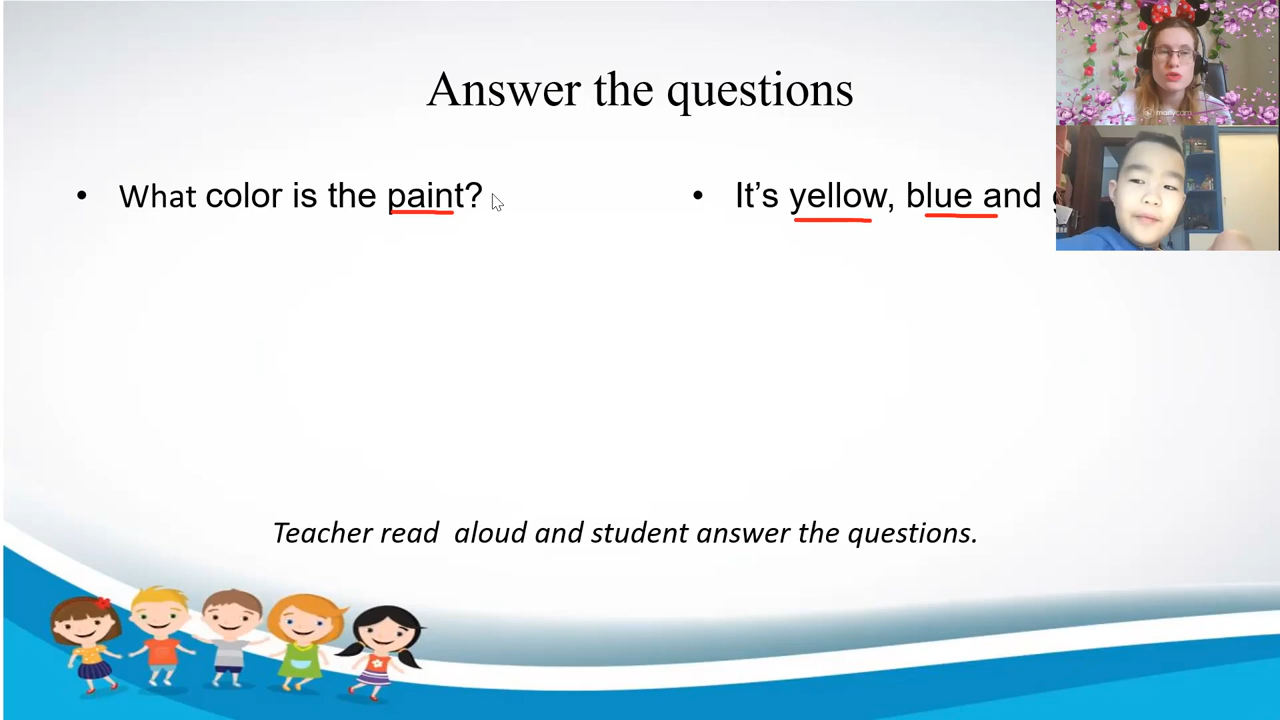 Answer the questions
• What color is the paint?
• It's yellow, blue and
Teacher read aloud and student answer the questions.
manycam